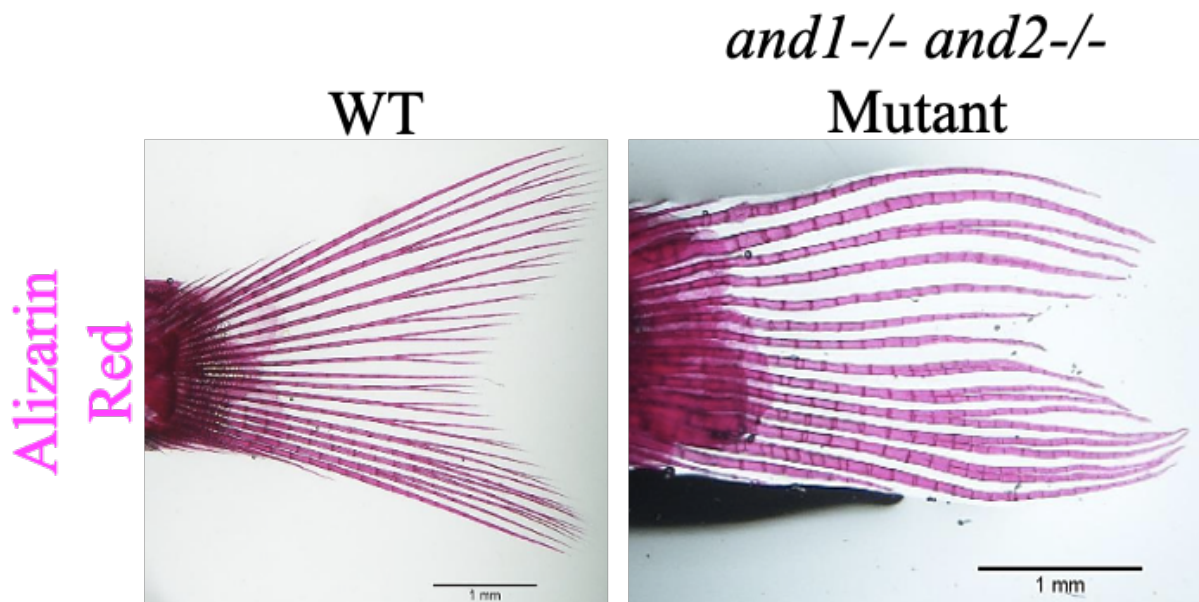 and1-/- and2-/-
WT
Mutant
Alizarin
Red
1 mm
1 mm